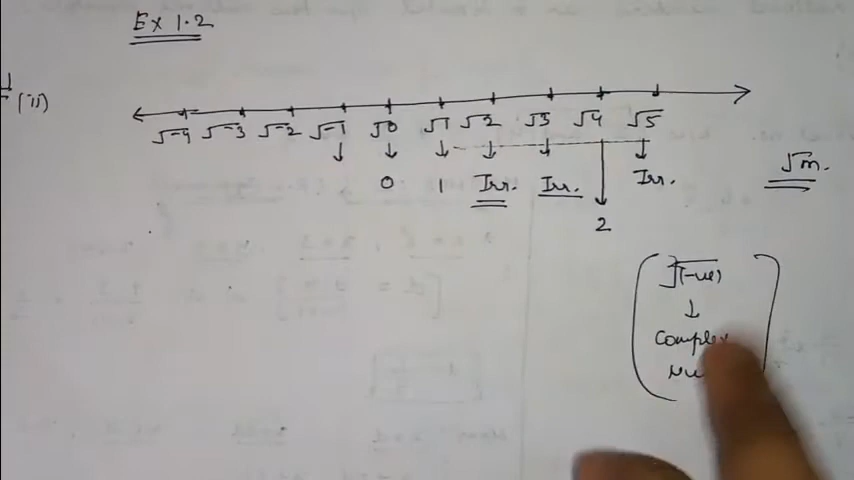 Ex 1.2
(ii)
√-4 √-3 √-2 √-1 √0 √1 √2 √3 √4 √5
0 1 Irr. Irr. Irr.
2
√m.
√(-ve)
Complex